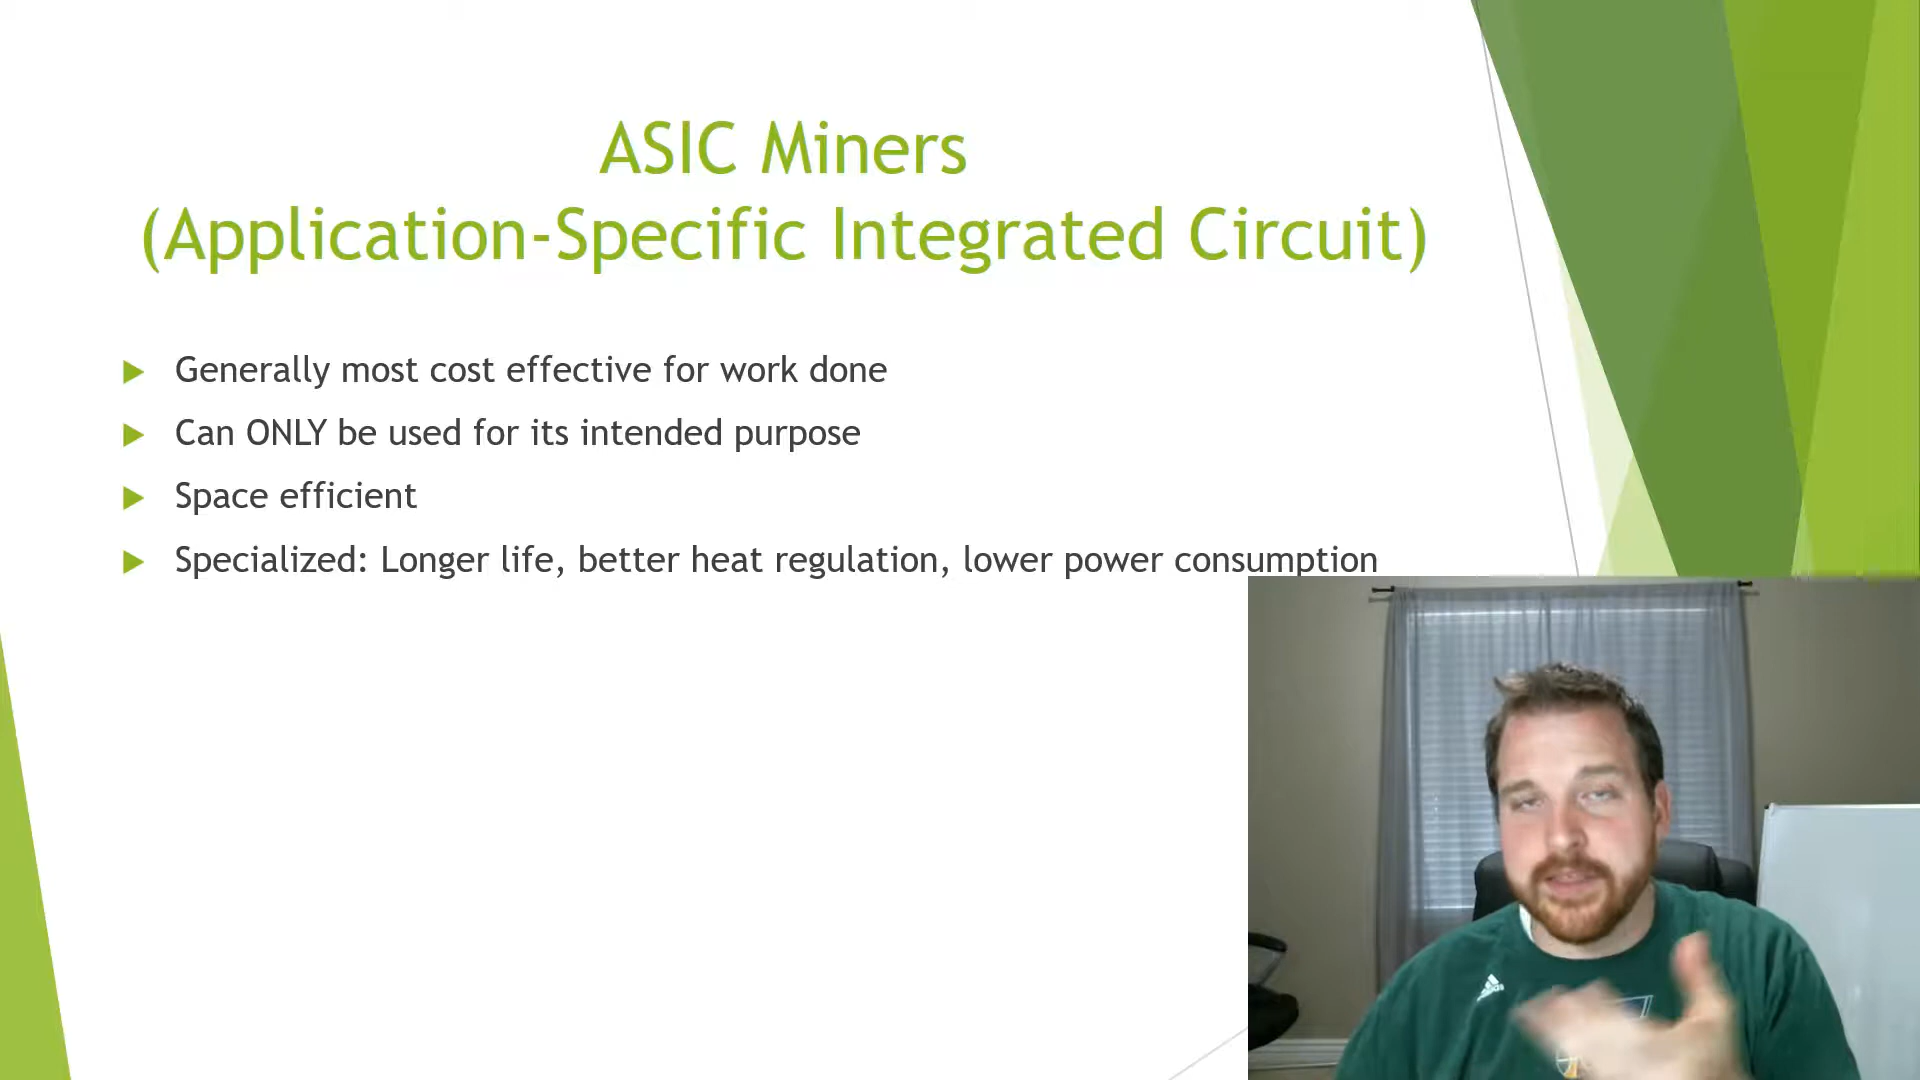 ASIC Miners
(Application-Specific Integrated Circuit)
Generally most cost effective for work done
Can ONLY be used for its intended purpose
Space efficient
Specialized: Longer life, better heat regulation, lower power consumption